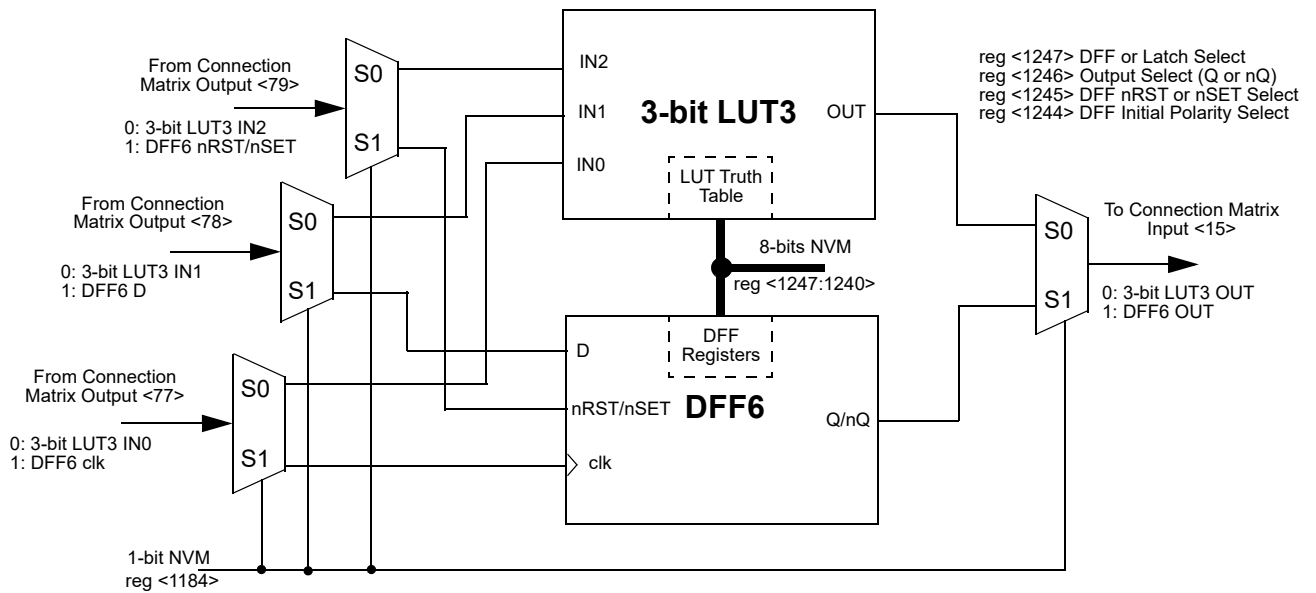 From Connection
Matrix Output <79>
0: 3-bit LUT3 IN2
1: DFF6 nRST/nSET
S0
S1
From Connection
Matrix Output <78>
0: 3-bit LUT3 IN1
1: DFF6 D
S0
S1
From Connection
Matrix Output <77>
0: 3-bit LUT3 IN0
1: DFF6 clk
S0
S1
1-bit NVM
reg <1184>
IN2
IN1
IN0
3-bit LUT3
OUT
LUT Truth
Table
8-bits NVM
reg <1247:1240>
DFF
Registers
D
nRST/nSET
clk
DFF6
Q/nQ
reg <1247> DFF or Latch Select
reg <1246> Output Select (Q or nQ)
reg <1245> DFF nRST or nSET Select
reg <1244> DFF Initial Polarity Select
S0
S1
To Connection Matrix
Input <15>
0: 3-bit LUT3 OUT
1: DFF6 OUT